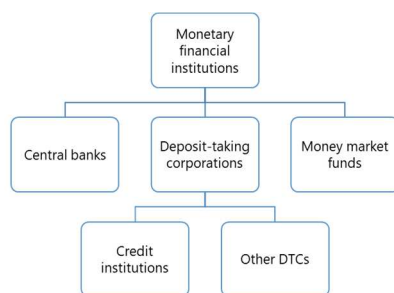 Monetary
financial
institutions
Central banks
Deposit-taking
corporations
Money market
funds
Credit
institutions
Other DTCs